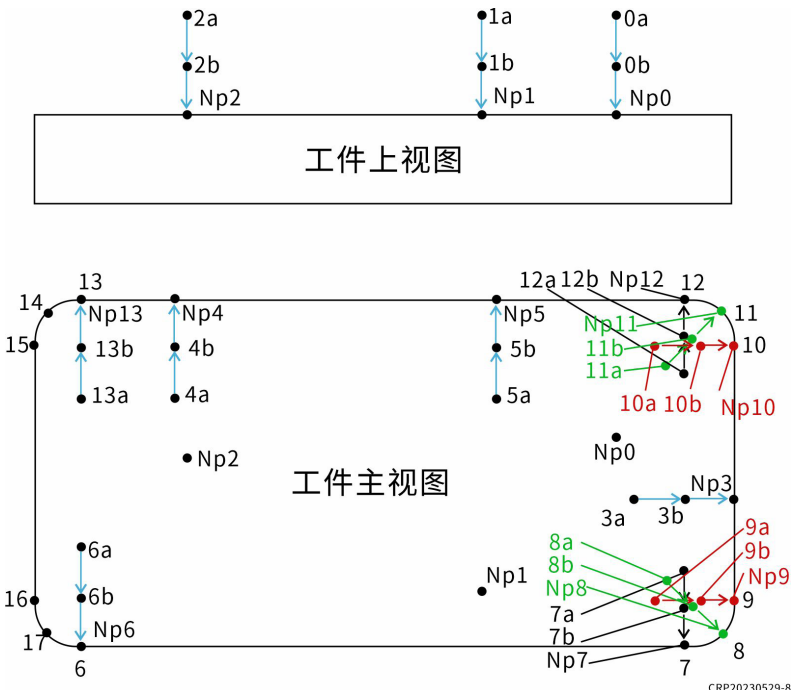 2a 1a 0a
2b 1b 0b
Np2 Np1 Np0
工件上视图
13 12a 12b Np12 12
14 Np13 Np4 Np5 11
Np11
15 13b 4b 5b 11b 10
11a
13a 4a 5a 10a 10b Np10
Np2 Np0
工件主视图 Np3
3a 3b
9a
6a 8a 9b
8b
Np1 Np9
16 6b Np8 9
7a
17 Np6 7b 8
Np7
6 7
CRP20230529-8